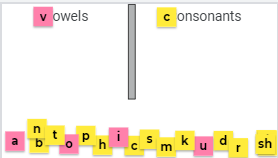 vowels consonants
a n b t o p h i c s m k u d r sh